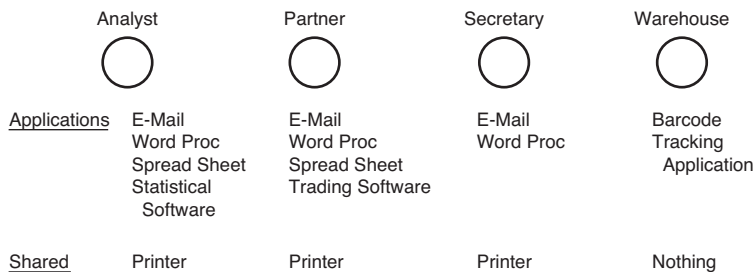 Analyst Partner Secretary Warehouse
Applications E-Mail E-Mail E-Mail Barcode
Word Proc Word Proc Word Proc Tracking
Spread Sheet Spread Sheet Application
Statistical Trading Software
Software
Shared Printer Printer Printer Nothing